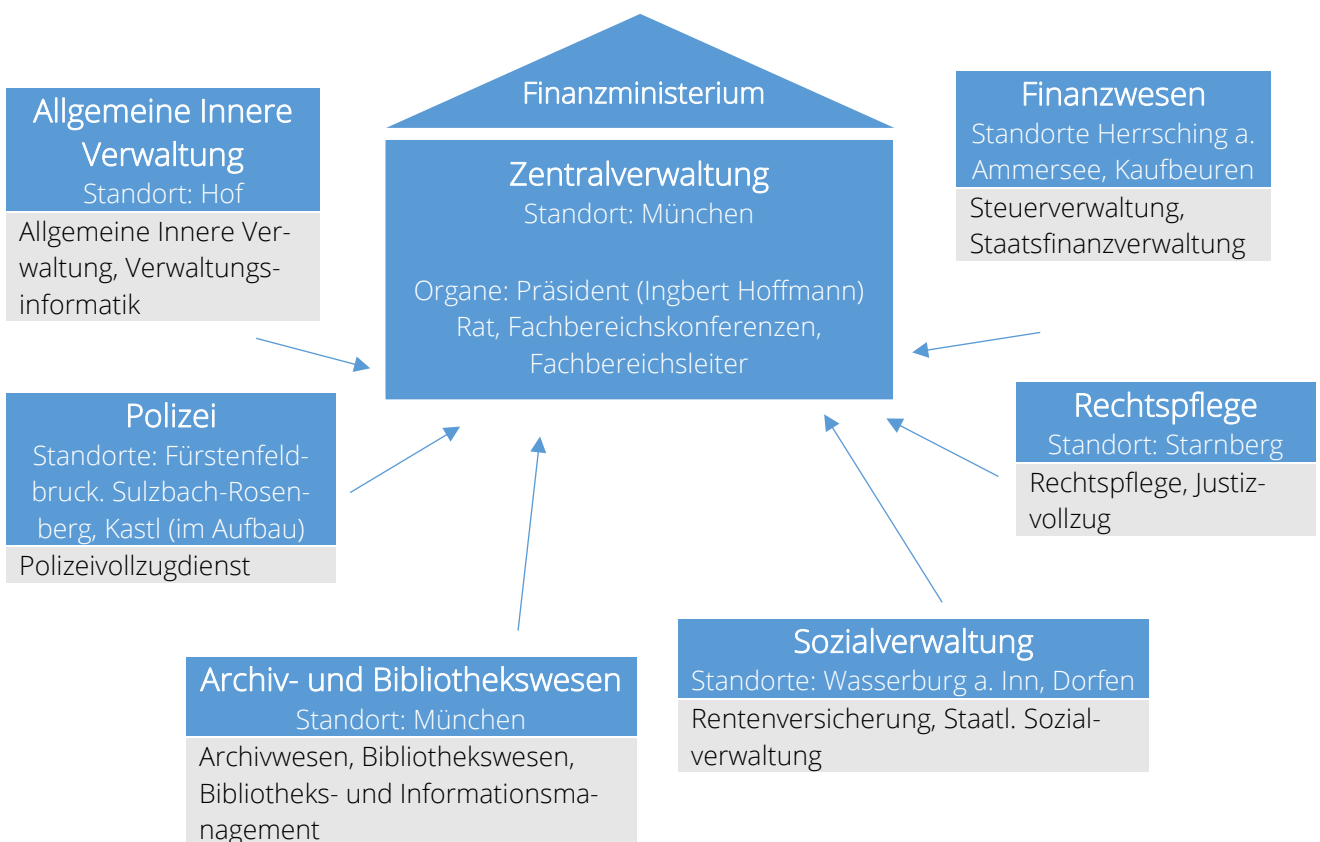 Finanzministerium
Zentralverwaltung
Standort: München
Organe: Präsident (Ingbert Hoffmann)
Rat, Fachbereichskonferenzen,
Fachbereichsleiter
Allgemeine Innere
Verwaltung
Standort: Hof
Allgemeine Innere Ver-
waltung, Verwaltungs-
informatik
Finanzwesen
Standorte Herrsching a.
Ammersee, Kaufbeuren
Steuerverwaltung,
Staatsfinanzverwaltung
Polizei
Standorte: Fürstenfeld-
bruck. Sulzbach-Rosen-
berg, Kastl (im Aufbau)
Polizeivollzugdienst
Rechtspflege
Standort: Starnberg
Rechtspflege, Justiz-
vollzug
Archiv- und Bibliothekswesen
Standort: München
Archivwesen, Bibliothekswesen,
Bibliotheks- und Informationsma-
nagement
Sozialverwaltung
Standorte: Wasserburg a. Inn, Dorfen
Rentenversicherung, Staatl. Sozial-
verwaltung